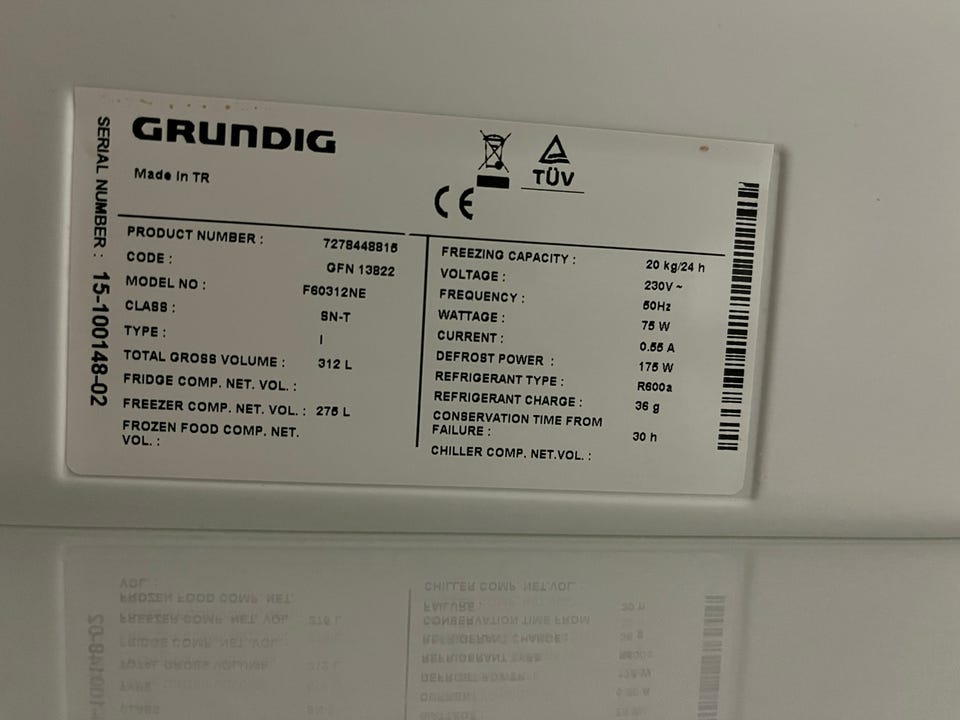 GRUNDIG
Made in TR
TÜV
CE
SERIAL NUMBER : 15-100148-02
PRODUCT NUMBER : 7278448815
CODE : GFN 13822
MODEL NO : F60312NE
CLASS : SN-T
TYPE : I
TOTAL GROSS VOLUME : 312 L
FRIDGE COMP. NET. VOL. :
FREEZER COMP. NET. VOL. : 275 L
FROZEN FOOD COMP. NET.
VOL. :
FREEZING CAPACITY : 20 kg/24 h
VOLTAGE : 230V ~
FREQUENCY : 50Hz
WATTAGE : 75 W
CURRENT : 0.55 A
DEFROST POWER : 175 W
REFRIGERANT TYPE : R600a
REFRIGERANT CHARGE : 36 g
CONSERVATION TIME FROM
FAILURE : 30 h
CHILLER COMP. NET.VOL. :